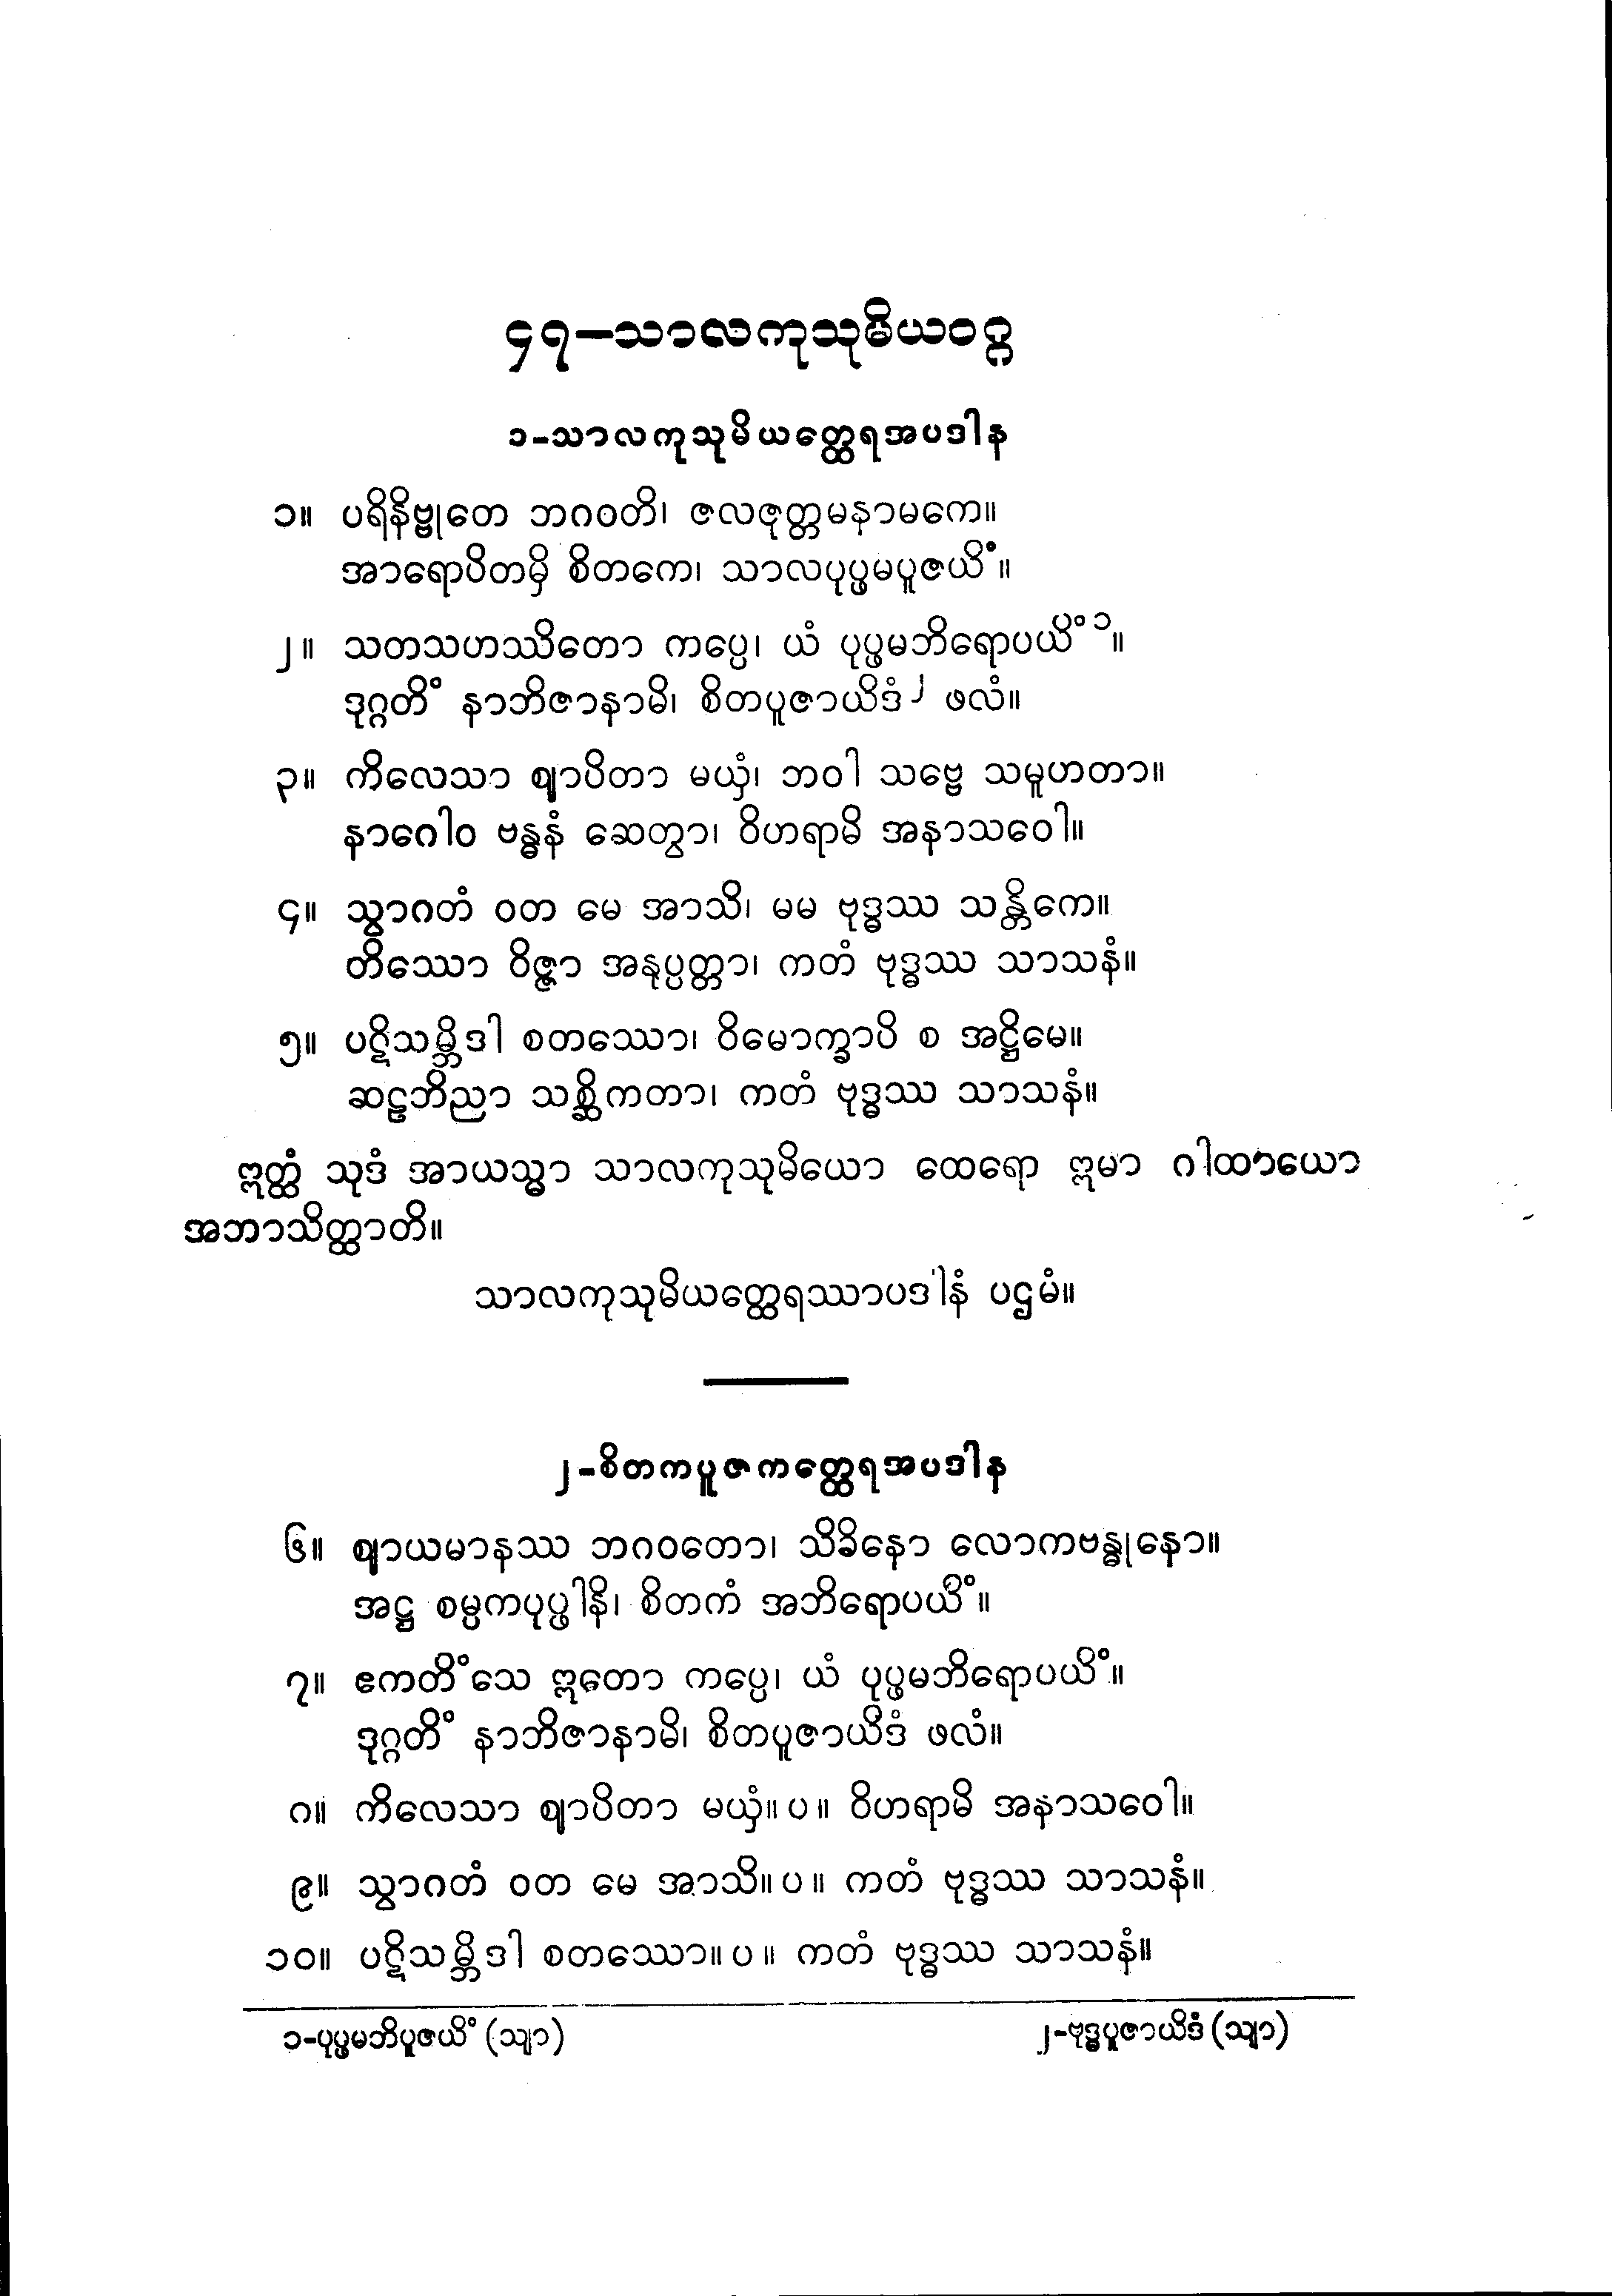 ၄၇—သာလကုသုမိယဝဂ္ဂ
၁-သာလကုသုမိယတ္ထေရအပဒါန
၁။ ပရိနိဗ္ဗုတေ ဘဂဝတိ၊ ဇလဇုတ္တမနာမကေ။
အာရောပိတမှိ စိတကေ၊ သာလပုပ္ဖမပူဇယိံ။
၂။ သတသဟဿိတော ကပ္ပေ၊ ယံ ပုပ္ဖမဘိရောပယိံ ၁။
ဒုဂ္ဂတိံ နာဘိဇာနာမိ၊ စိတပူဇာယိဒံ ၂ ဖလံ။
၃။ ကိလေသာ ဈာပိတာ မယှံ၊ ဘဝါ သဗ္ဗေ သမူဟတာ။
နာဂေါဝ ဗန္ဓနံ ဆေတွာ၊ ဝိဟရာမိ အနာသဝေါ။
၄။ သွာဂတံ ဝတ မေ အာသိ၊ မမ ဗုဒ္ဓဿ သန္တိကေ။
တိဿော ဝိဇ္ဇာ အနုပ္ပတ္တာ၊ ကတံ ဗုဒ္ဓဿ သာသနံ။
၅။ ပဋိသမ္ဘိဒါ စတဿော၊ ဝိမောက္ခာပိ စ အဋ္ဌိမေ။
ဆဠဘိညာ သစ္ဆိကတာ၊ ကတံ ဗုဒ္ဓဿ သာသနံ။
ဣတ္ထံ သုဒံ အာယသ္မာ သာလကုသုမိယော ထေရော ဣမာ ဂါထာယော
အဘာသိတ္ထာတိ။
သာလကုသုမိယတ္ထေရဿာပဒါနံ ပဌမံ။
၂-စိတကပူဇကတ္ထေရအပဒါန
၆။ ဈာယမာနဿ ဘဂဝတော၊ သိခိနော လောကဗန္ဓုနော။
အဋ္ဌ စမ္ပကပုပ္ဖါနိ၊ စိတကံ အဘိရောပယိံ။
၇။ ဧကတိံသေ ဣတော ကပ္ပေ၊ ယံ ပုပ္ဖမဘိရောပယိံ။
ဒုဂ္ဂတိံ နာဘိဇာနာမိ၊ စိတပူဇာယိဒံ ဖလံ။
၈။ ကိလေသာ ဈာပိတာ မယှံ။ပ။ ဝိဟရာမိ အနာသဝေါ။
၉။ သွာဂတံ ဝတ မေ အာသိ။ပ။ ကတံ ဗုဒ္ဓဿ သာသနံ။
၁၀။ ပဋိသမ္ဘိဒါ စတဿော။ပ။ ကတံ ဗုဒ္ဓဿ သာသနံ။
၁-ပုပ္ဖမဘိပူဇယိံ (သျာ) ၂-ဗုဒ္ဓပူဇာယိဒံ (သျာ)